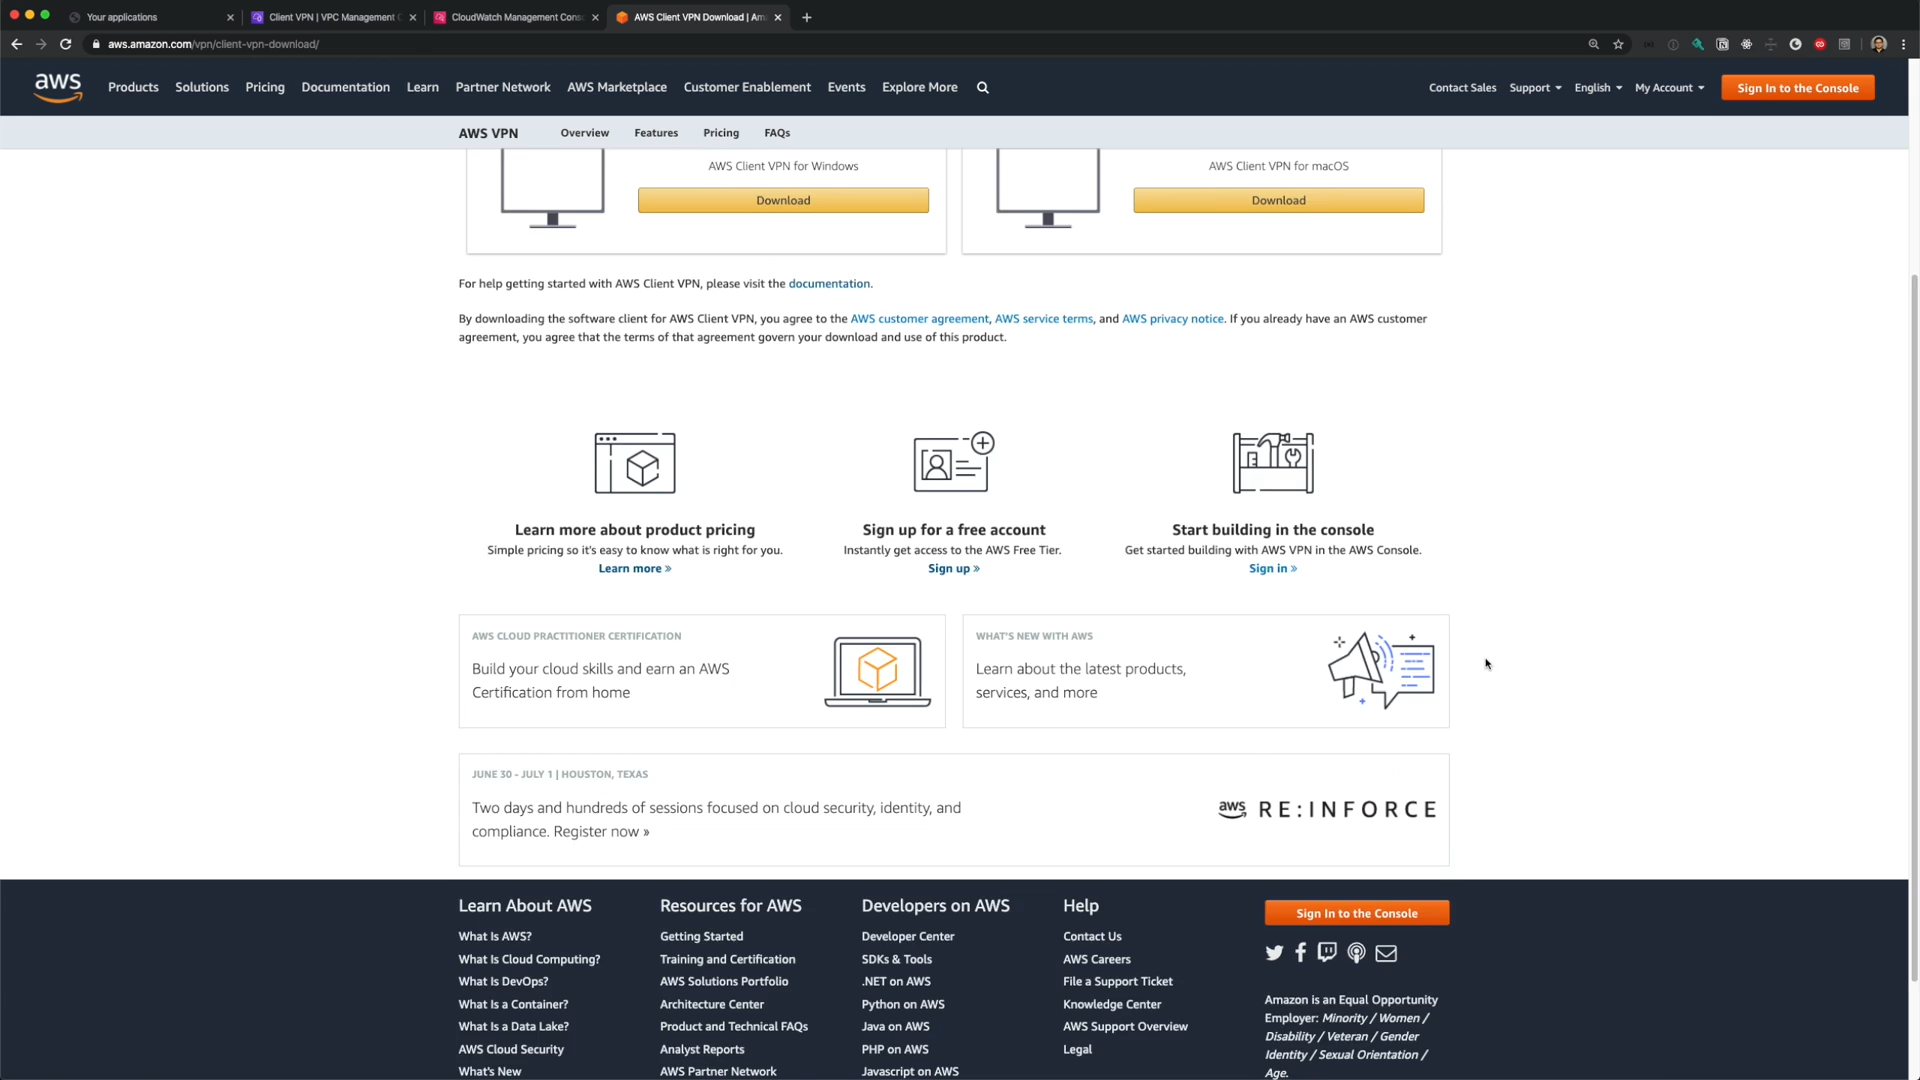 Your applications
Client VPN | VPC Management C
CloudWatch Management Cons
AWS Client VPN Download | Am
aws.amazon.com/vpn/client-vpn-download/
aws
Products
Solutions
Pricing
Documentation
Learn
Partner Network
AWS Marketplace
Customer Enablement
Events
Explore More
Contact Sales
Support
English
My Account
Sign In to the Console
AWS VPN
Overview
Features
Pricing
FAQs
AWS Client VPN for Windows
Download
AWS Client VPN for macOS
Download
For help getting started with AWS Client VPN, please visit the documentation.
By downloading the software client for AWS Client VPN, you agree to the AWS customer agreement, AWS service terms, and AWS privacy notice. If you already have an AWS customer
agreement, you agree that the terms of that agreement govern your download and use of this product.
Learn more about product pricing
Simple pricing so it's easy to know what is right for you.
Learn more »
Sign up for a free account
Instantly get access to the AWS Free Tier.
Sign up »
Start building in the console
Get started building with AWS VPN in the AWS Console.
Sign in »
AWS CLOUD PRACTITIONER CERTIFICATION
Build your cloud skills and earn an AWS
Certification from home
WHAT'S NEW WITH AWS
Learn about the latest products,
services, and more
JUNE 30 - JULY 1 | HOUSTON, TEXAS
Two days and hundreds of sessions focused on cloud security, identity, and
compliance. Register now »
aws RE:INFORCE
Learn About AWS
What Is AWS?
What Is Cloud Computing?
What Is DevOps?
What Is a Container?
What Is a Data Lake?
AWS Cloud Security
What's New
Resources for AWS
Getting Started
Training and Certification
AWS Solutions Portfolio
Architecture Center
Product and Technical FAQs
Analyst Reports
AWS Partner Network
Developers on AWS
Developer Center
SDKs & Tools
.NET on AWS
Python on AWS
Java on AWS
PHP on AWS
Javascript on AWS
Help
Contact Us
AWS Careers
File a Support Ticket
Knowledge Center
AWS Support Overview
Legal
Sign In to the Console
Amazon is an Equal Opportunity
Employer: Minority / Women /
Disability / Veteran / Gender
Identity / Sexual Orientation /
Age.